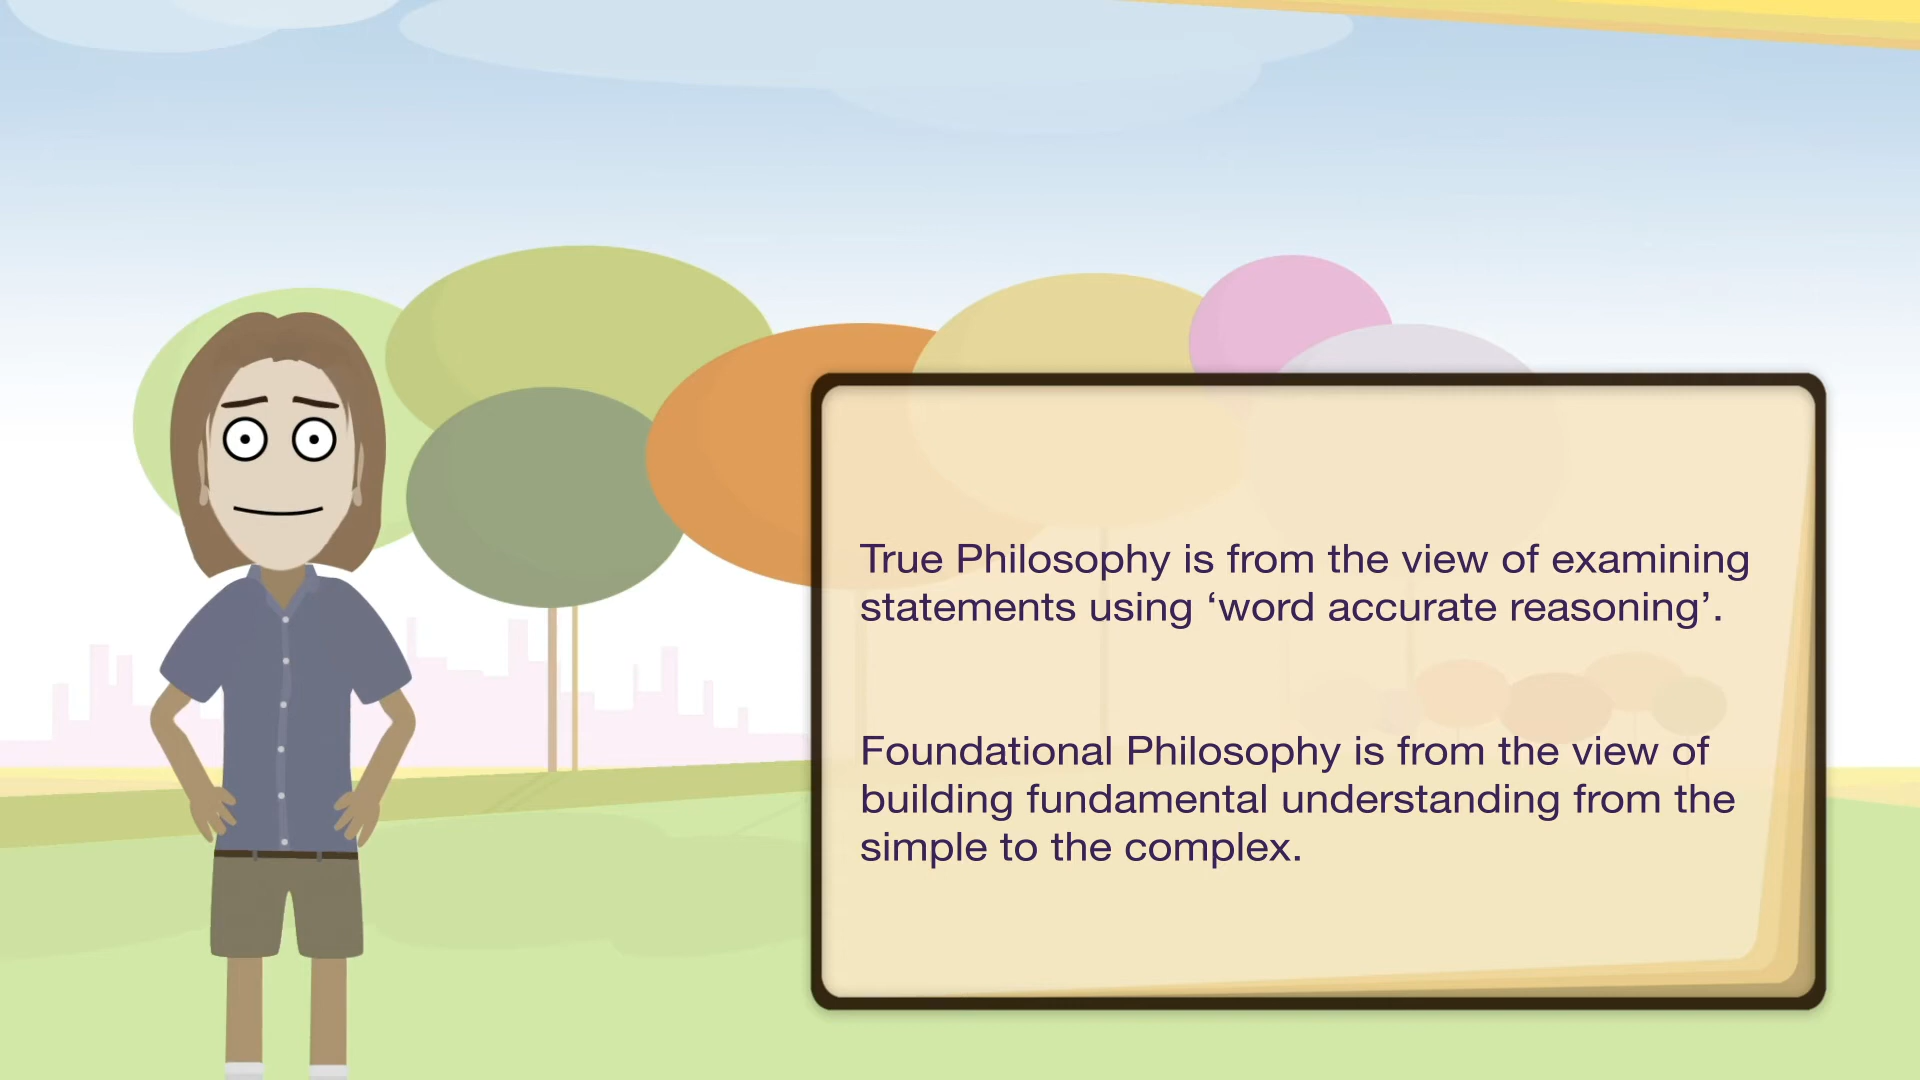 True Philosophy is from the view of examining
statements using ‘word accurate reasoning’.
Foundational Philosophy is from the view of
building fundamental understanding from the
simple to the complex.